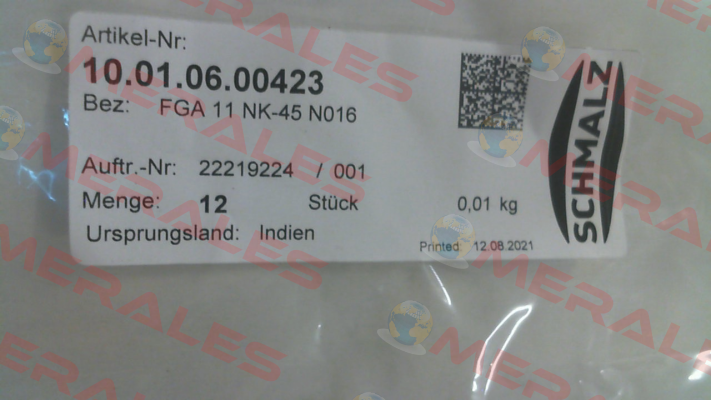 Artikel-Nr:
10.01.06.00423
Bez: FGA 11 NK-45 N016
Auftr.-Nr: 22219224 / 001
Menge: 12 Stück 0,01 kg
Ursprungsland: Indien
Printed: 12.08.2021
SCHMALZ
MERALES